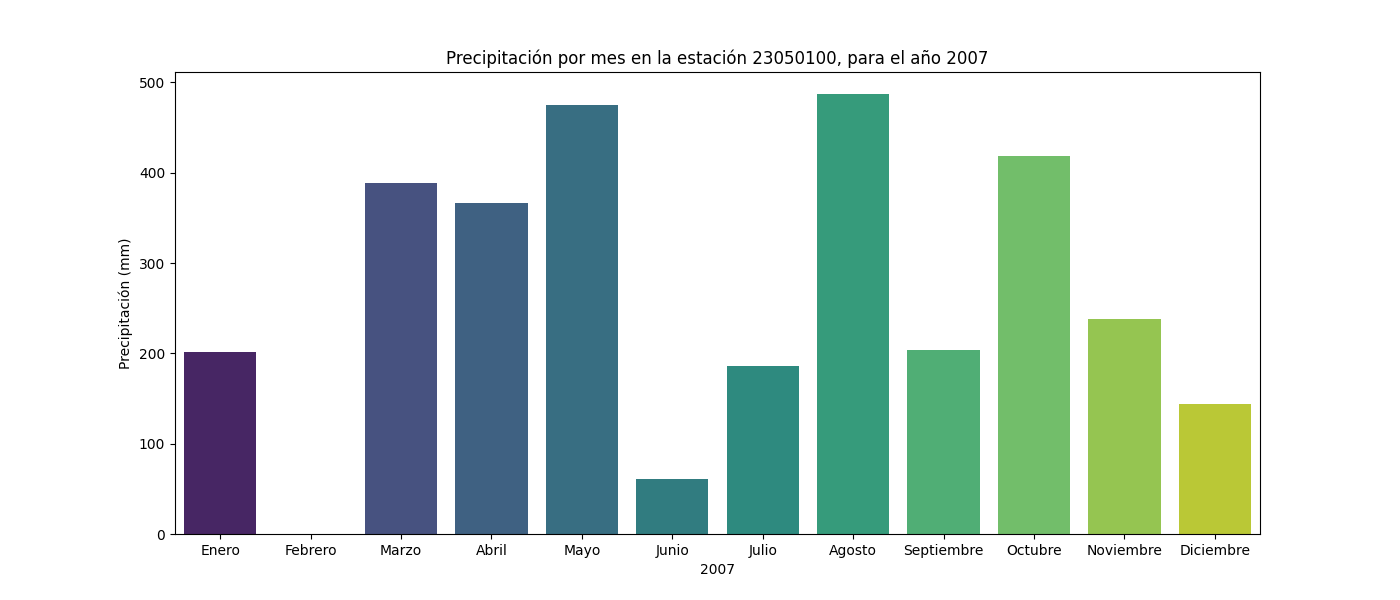 Precipitación por mes en la estación 23050100, para el año 2007
Precipitación (mm)
500
400
300
200
100
0
Enero Febrero Marzo Abril Mayo Junio Julio Agosto Septiembre Octubre Noviembre Diciembre
2007